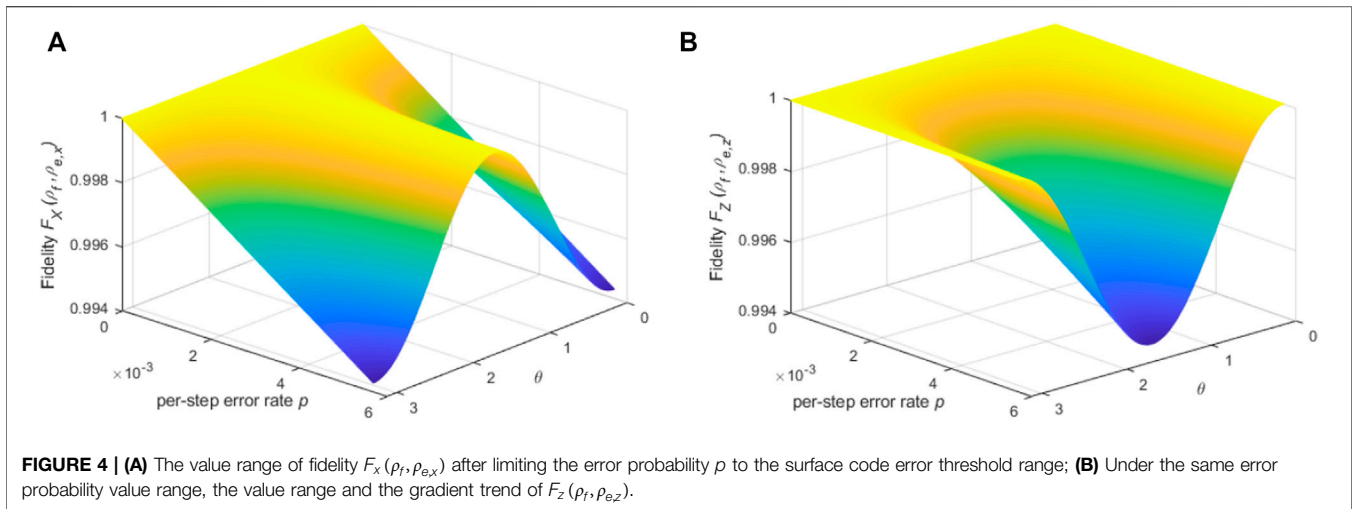 A
B
Fidelity F_X (ρ_f, ρ_e,x)
1
0.998
0.996
0.994
0
2
4
6
×10^-3
per-step error rate p
3
2
1
0
θ
Fidelity F_Z (ρ_f, ρ_e,z)
1
0.998
0.996
0.994
0
2
4
6
×10^-3
per-step error rate p
3
2
1
0
θ
FIGURE 4 | (A) The value range of fidelity F_x (ρ_f, ρ_e,x) after limiting the error probability p to the surface code error threshold range; (B) Under the same error
probability value range, the value range and the gradient trend of F_z (ρ_f, ρ_e,z).